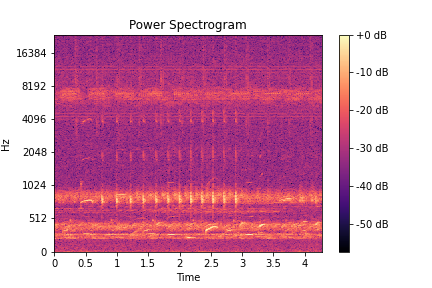 Power Spectrogram
+0 dB
16384
-10 dB
8192
-20 dB
4096
Hz
-30 dB
2048
-40 dB
1024
512
-50 dB
0
0 0.5 1 1.5 2 2.5 3 3.5 4
Time